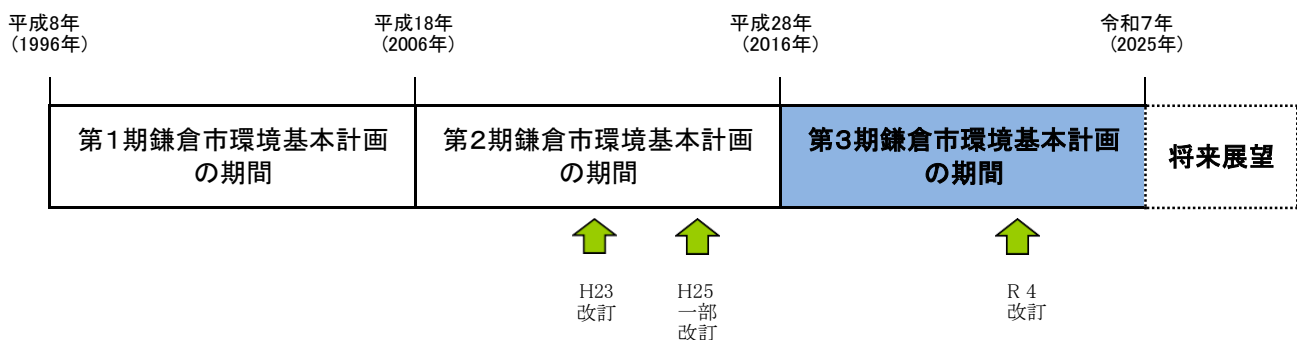 平成8年
（1996年）
平成18年
（2006年）
平成28年
（2016年）
令和7年
（2025年）
第1期鎌倉市環境基本計画
の期間
第2期鎌倉市環境基本計画
の期間
第3期鎌倉市環境基本計画
の期間
将来展望
H23
改訂
H25
一部
改訂
R 4
改訂